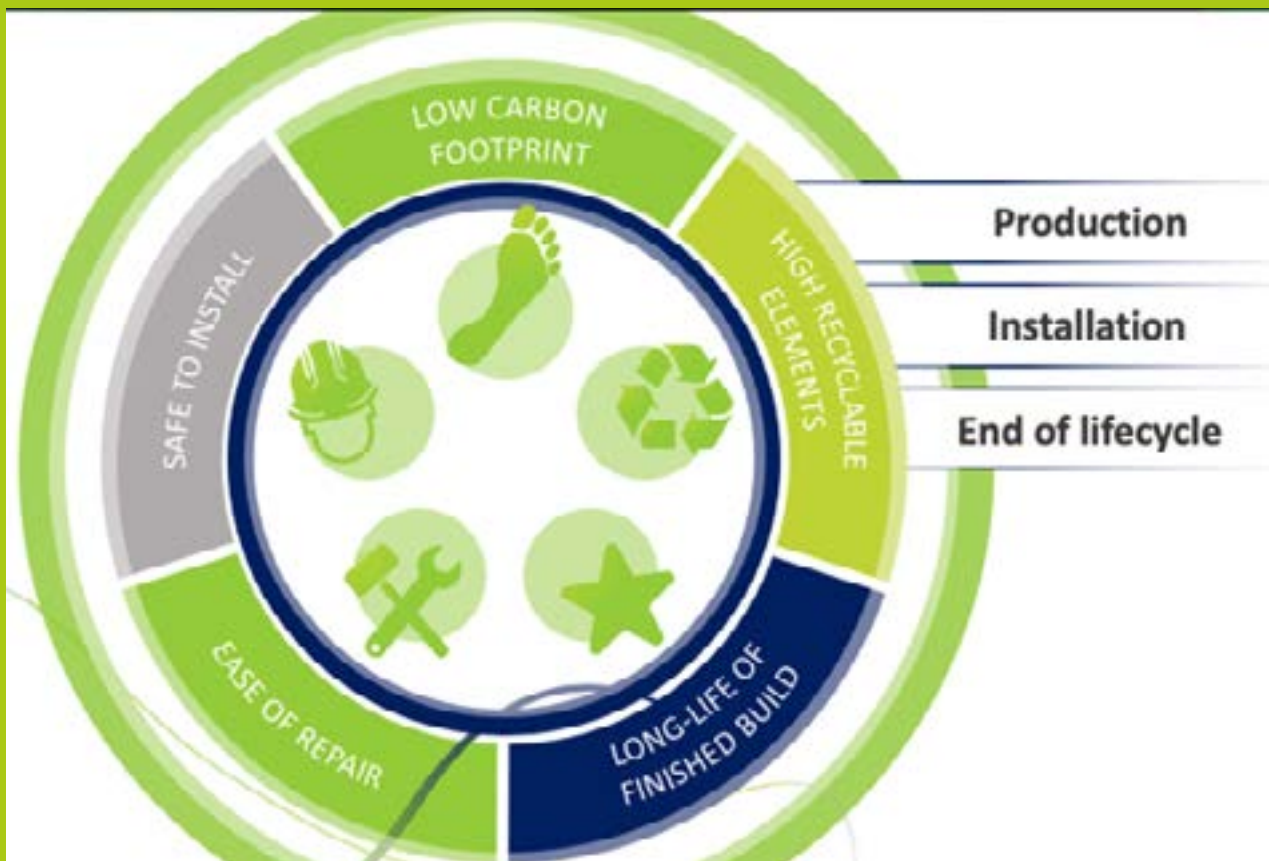 LOW CARBON
FOOTPRINT
HIGH RECYCLABLE
ELEMENTS
Production
Installation
End of lifecycle
LONG-LIFE OF
FINISHED BUILD
EASE OF REPAIR
SAFE TO INSTALL